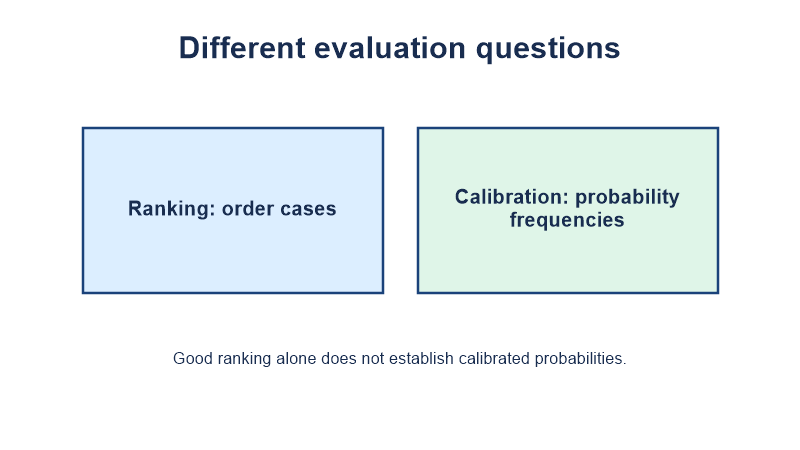 Different evaluation questions
Ranking: order cases
Calibration: probability
frequencies
Good ranking alone does not establish calibrated probabilities.